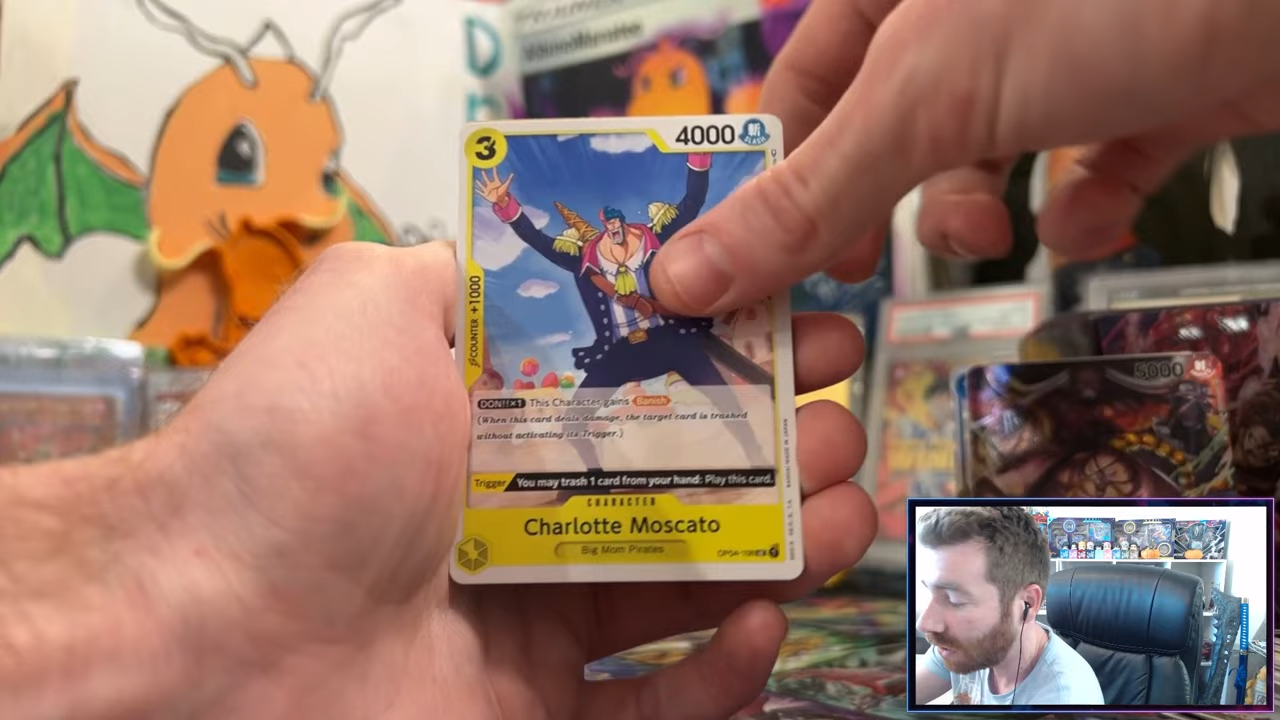 3
4000
斬
SLASH
COUNTER +1000
DON!!×1 This Character gains Banish
(When this card deals damage, the target card is trashed
without activating its Trigger.)
Trigger You may trash 1 card from your hand: Play this card.
CHARACTER
Charlotte Moscato
Big Mom Pirates
5000